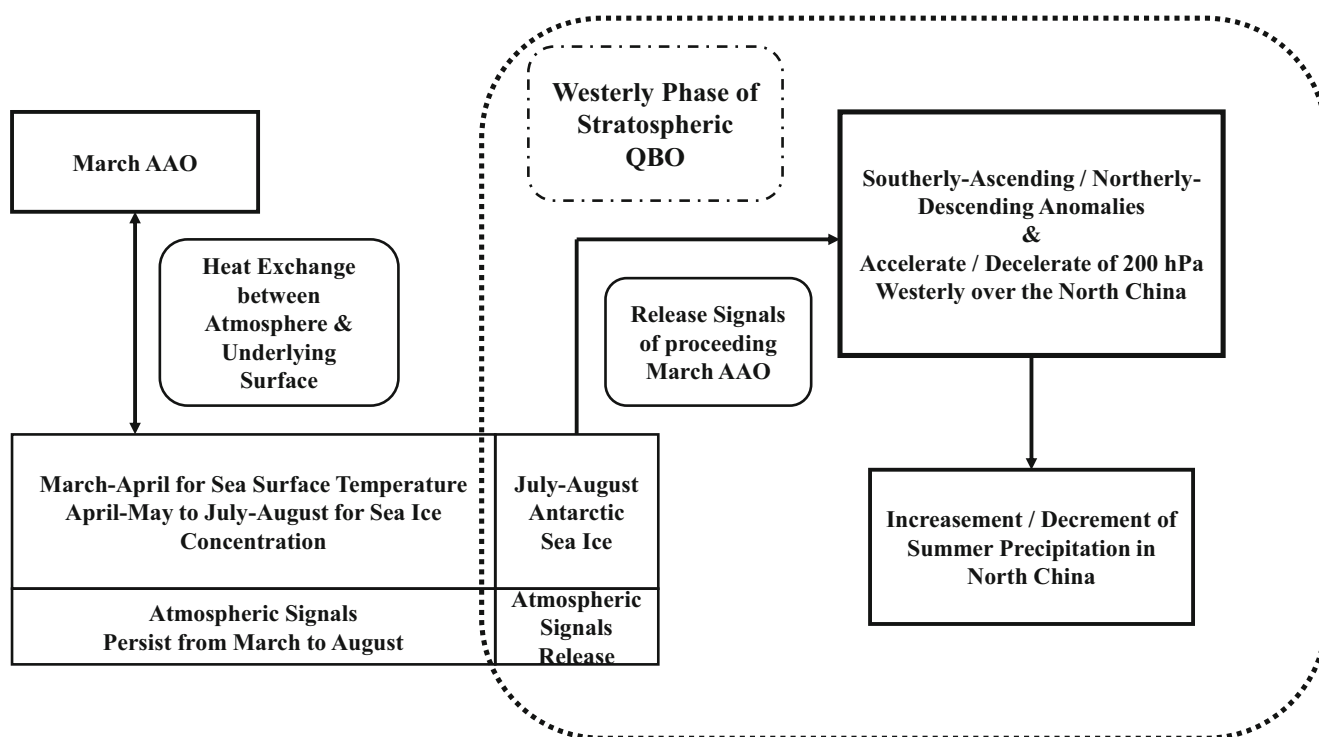 March AAO
Heat Exchange
between
Atmosphere &
Underlying
Surface
March-April for Sea Surface Temperature
April-May to July-August for Sea Ice
Concentration
Atmospheric Signals
Persist from March to August
July-August
Antarctic
Sea Ice
Atmospheric
Signals
Release
Westerly Phase of
Stratospheric
QBO
Release Signals
of proceeding
March AAO
Southerly-Ascending / Northerly-
Descending Anomalies
&
Accelerate / Decelerate of 200 hPa
Westerly over the North China
Increasement / Decrement of
Summer Precipitation in
North China